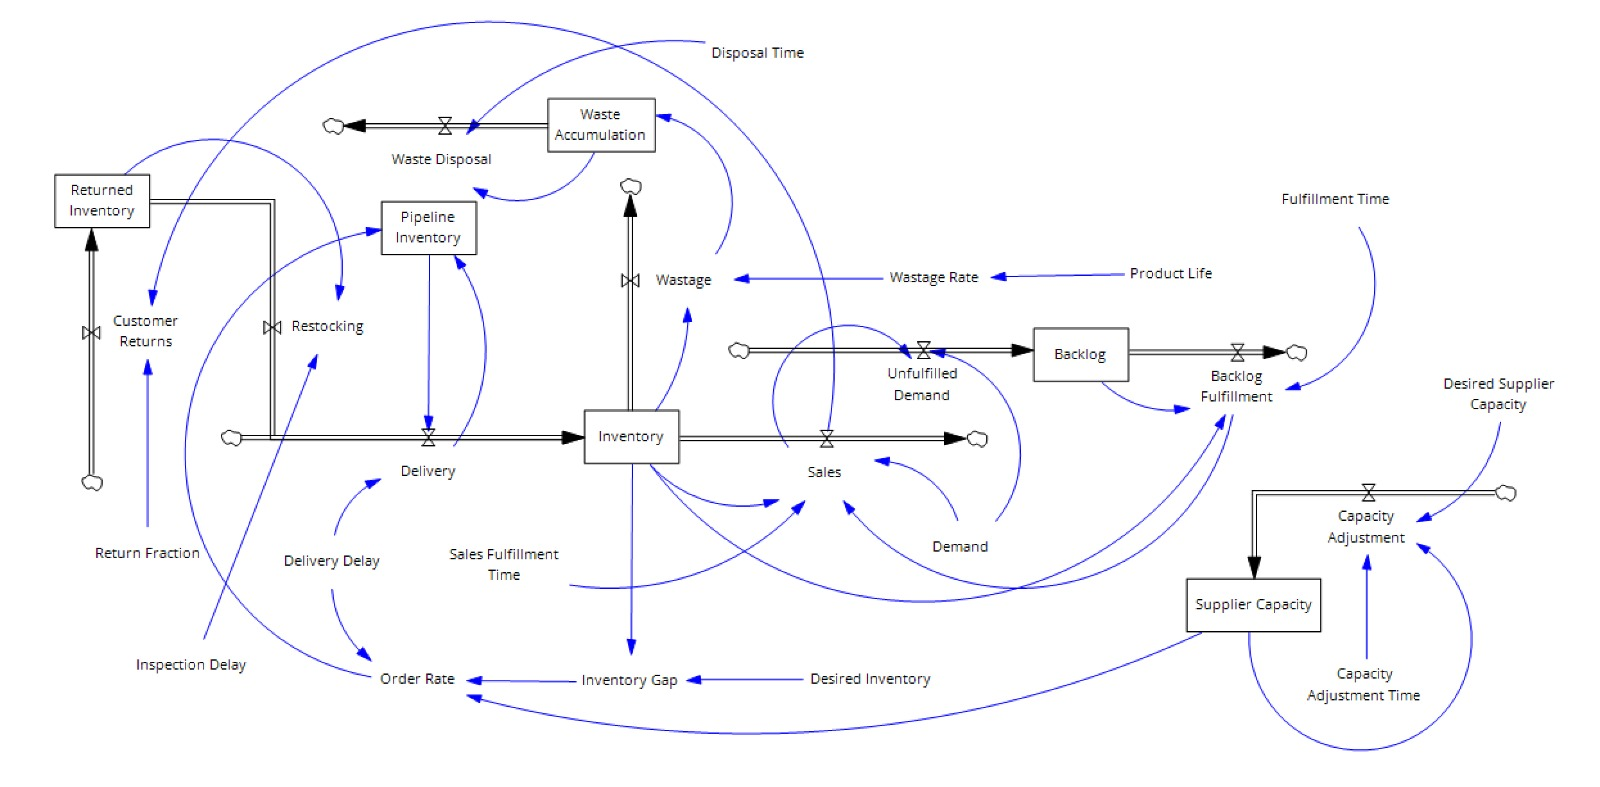 Disposal Time
Waste
Accumulation
Waste Disposal
Returned
Inventory
Pipeline
Inventory
Fulfillment Time
Wastage
Wastage Rate
Product Life
Customer
Returns
Restocking
Unfulfilled
Demand
Backlog
Backlog
Fulfillment
Desired Supplier
Capacity
Inventory
Delivery
Sales
Capacity
Adjustment
Return Fraction
Delivery Delay
Sales Fulfillment
Time
Demand
Supplier Capacity
Inspection Delay
Order Rate
Inventory Gap
Desired Inventory
Capacity
Adjustment Time